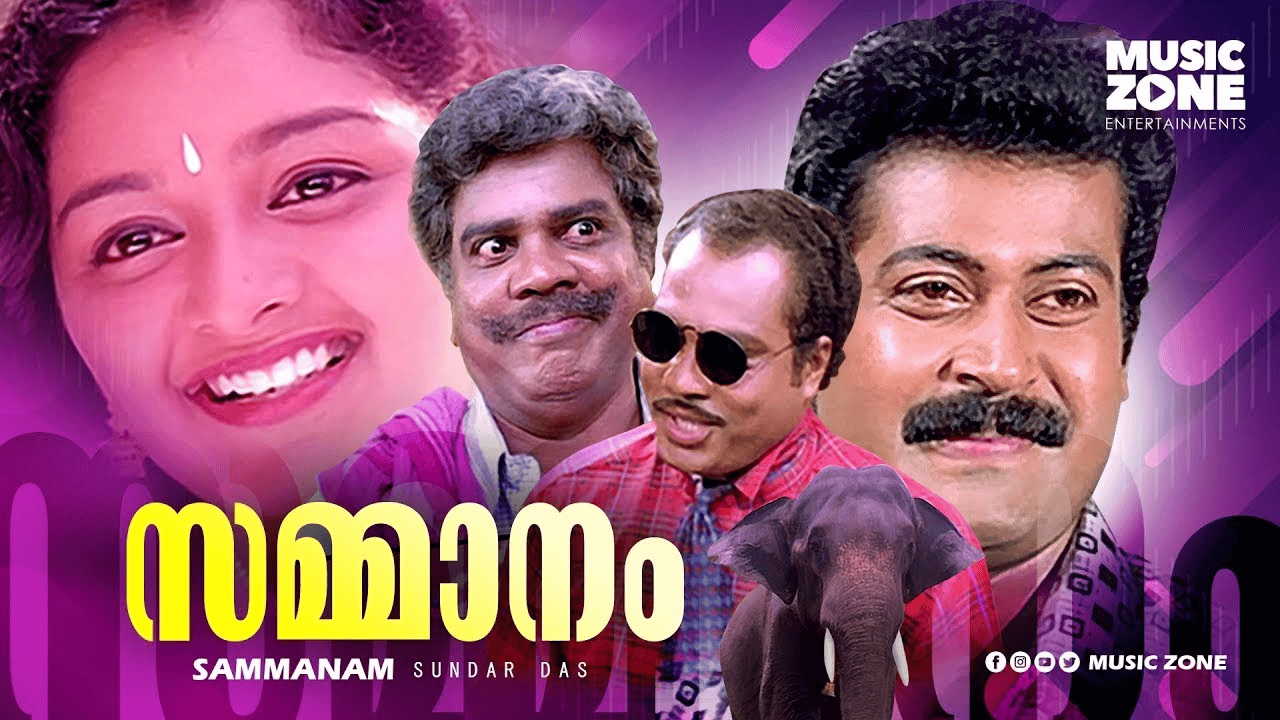 MUSIC
ZONE
ENTERTAINMENTS
സമ്മാനം
SAMMANAM SUNDAR DAS
MUSIC ZONE